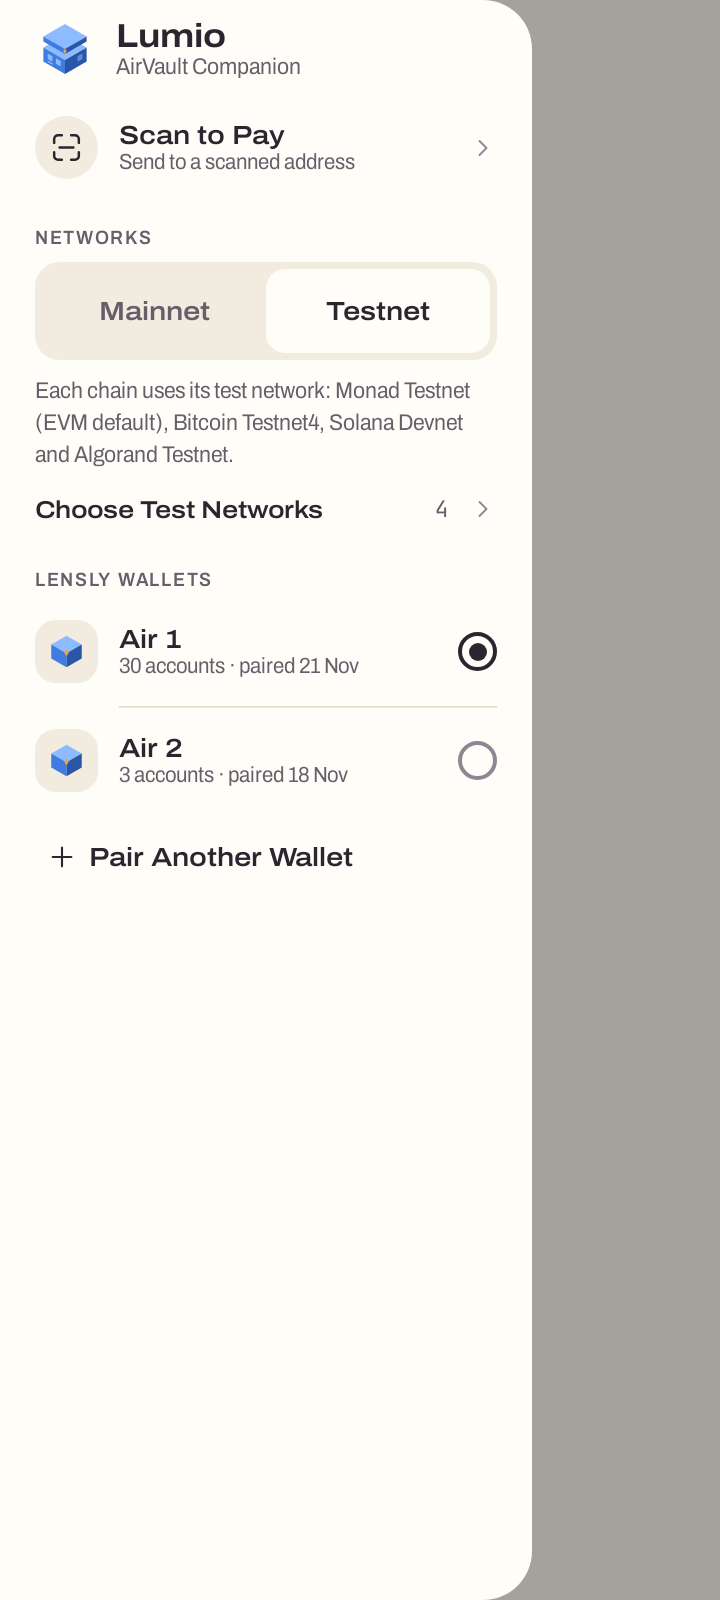 Lumio
AirVault Companion
Scan to Pay
Send to a scanned address
NETWORKS
Mainnet
Testnet
Each chain uses its test network: Monad Testnet
(EVM default), Bitcoin Testnet4, Solana Devnet
and Algorand Testnet.
Choose Test Networks 4
LENSLY WALLETS
Air 1
30 accounts · paired 21 Nov
Air 2
3 accounts · paired 18 Nov
Pair Another Wallet